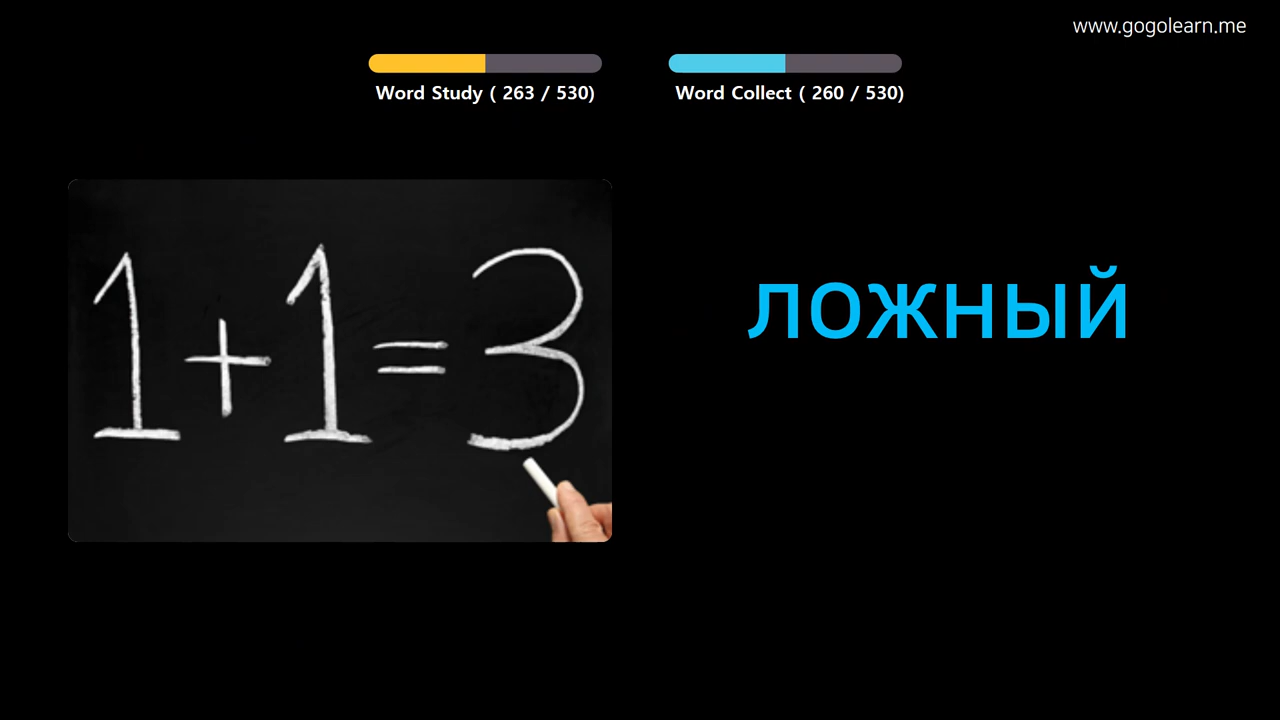 www.gogolearn.me
Word Study ( 263 / 530)
Word Collect ( 260 / 530)
1+1=3
ложный